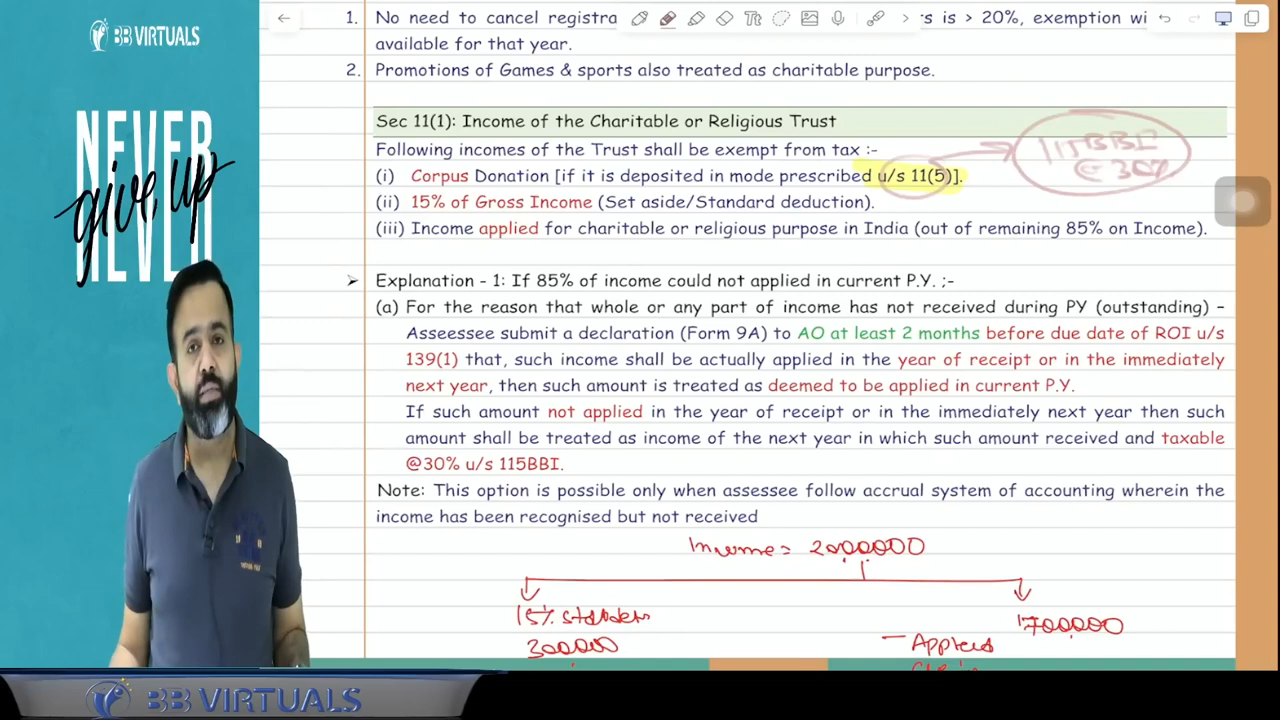 BB VIRTUALS
NEVER
give up
NEVER
1. No need to cancel registra
rs is > 20%, exemption wi
available for that year.
2. Promotions of Games & sports also treated as charitable purpose.
Sec 11(1): Income of the Charitable or Religious Trust
Following incomes of the Trust shall be exempt from tax :-
(i) Corpus Donation [if it is deposited in mode prescribed u/s 11(5)].
115BBI
@ 30%
(ii) 15% of Gross Income (Set aside/Standard deduction).
(iii) Income applied for charitable or religious purpose in India (out of remaining 85% on Income).
➢ Explanation - 1: If 85% of income could not applied in current P.Y. ;-
(a) For the reason that whole or any part of income has not received during PY (outstanding) –
Asseessee submit a declaration (Form 9A) to AO at least 2 months before due date of ROI u/s
139(1) that, such income shall be actually applied in the year of receipt or in the immediately
next year, then such amount is treated as deemed to be applied in current P.Y.
If such amount not applied in the year of receipt or in the immediately next year then such
amount shall be treated as income of the next year in which such amount received and taxable
@30% u/s 115BBI.
Note: This option is possible only when assessee follow accrual system of accounting wherein the
income has been recognised but not received
Income = 2000000
15%
1700000
300000
- Applied
BB VIRTUALS